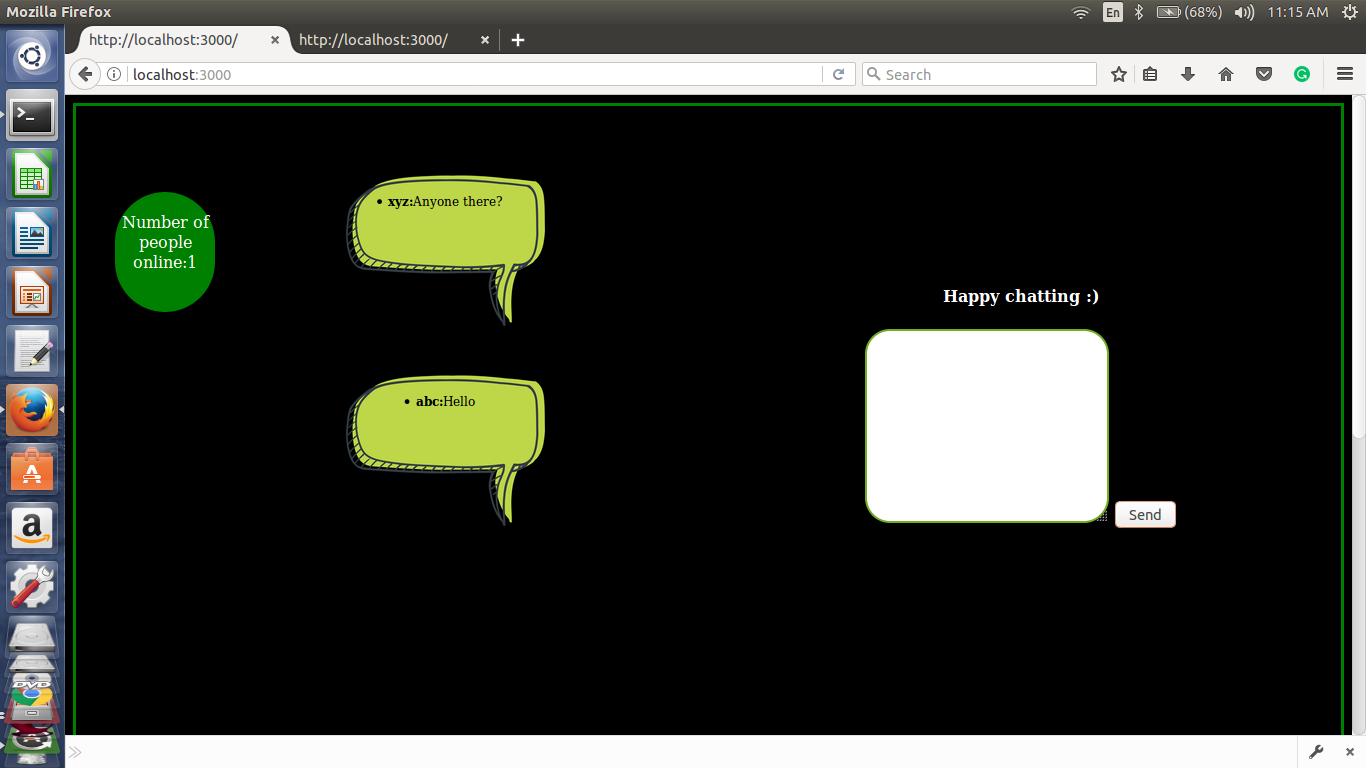 Mozilla Firefox
En
(68%)
11:15 AM
http://localhost:3000/
http://localhost:3000/
localhost:3000
Search
Number of
people
online:1
• xyz:Anyone there?
• abc:Hello
Happy chatting :)
Send
DVD